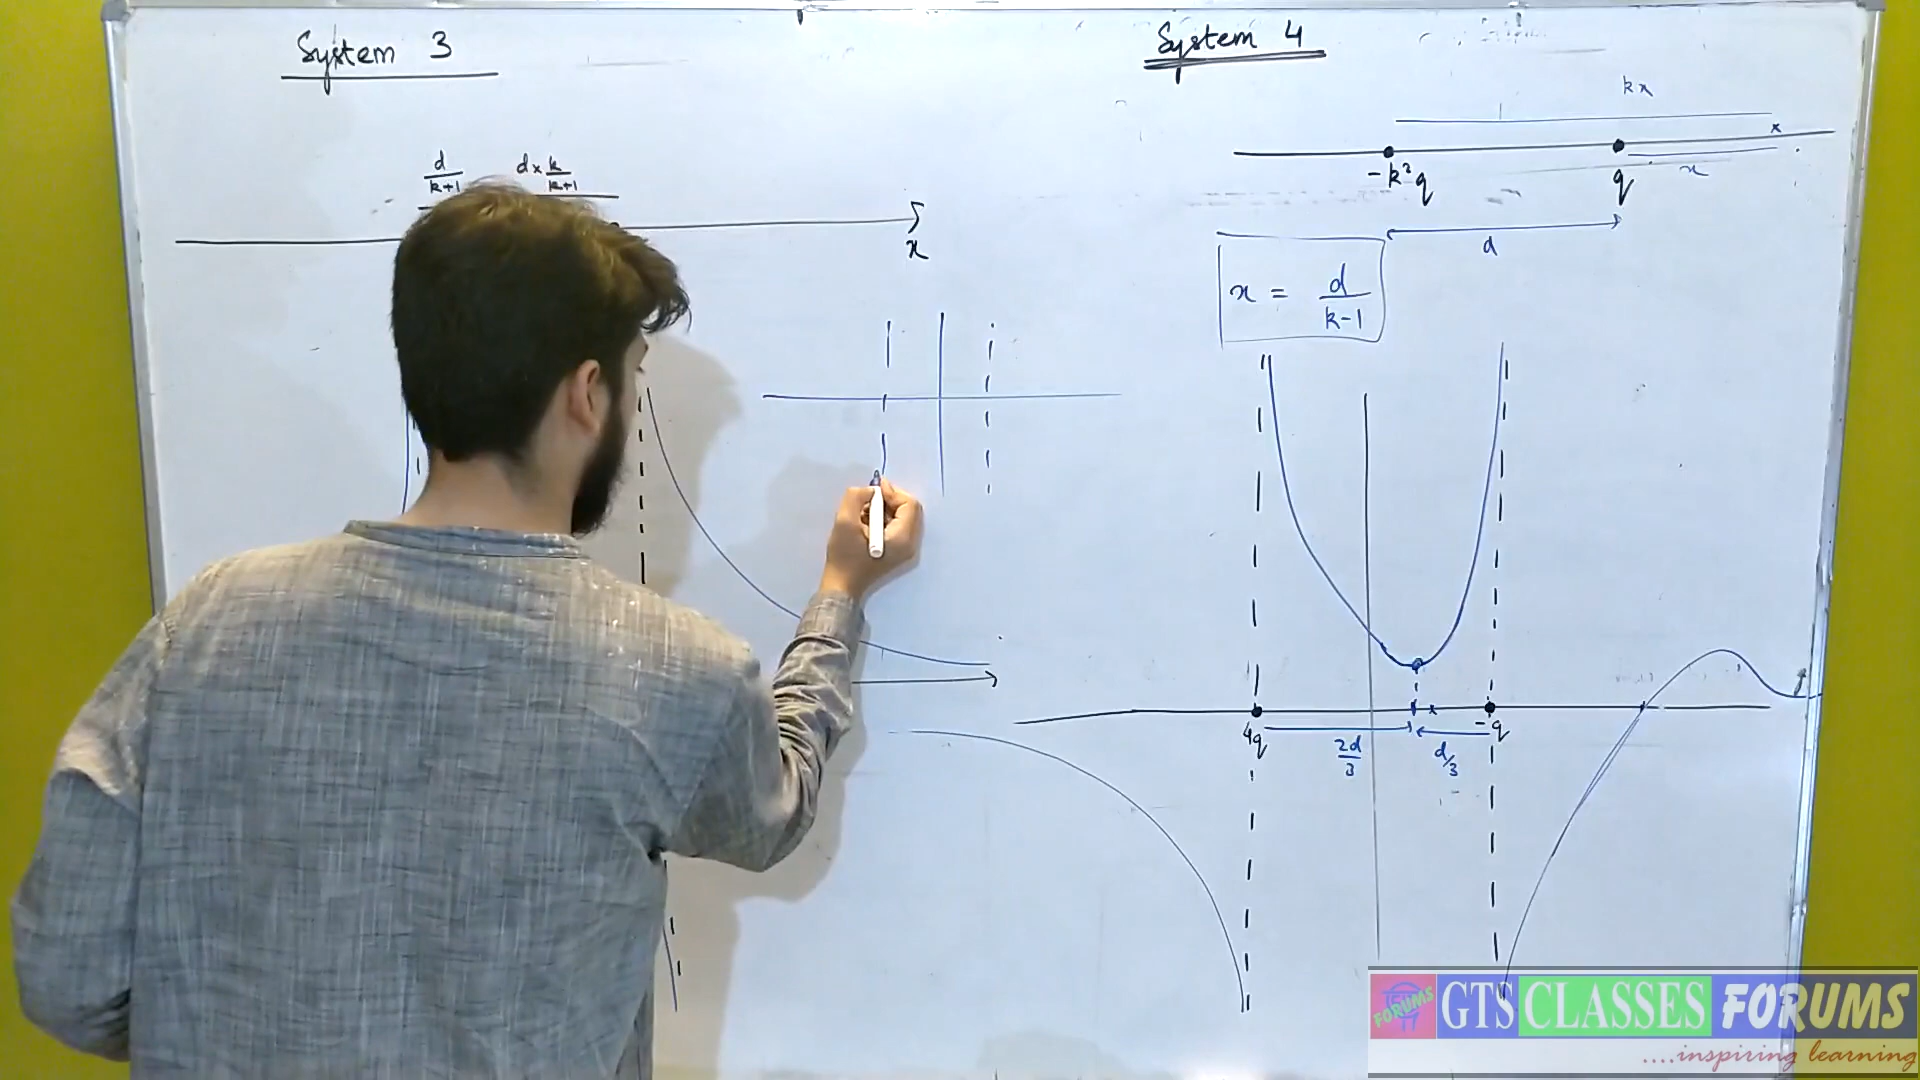 System 3
d/k+1 d×k/k+1
x
System 4
kx
x
-k²q q
x
d
x = d/k-1
4q -q
2d/3 d/3
FORUMS GTS CLASSES FORUMS
....inspiring learning